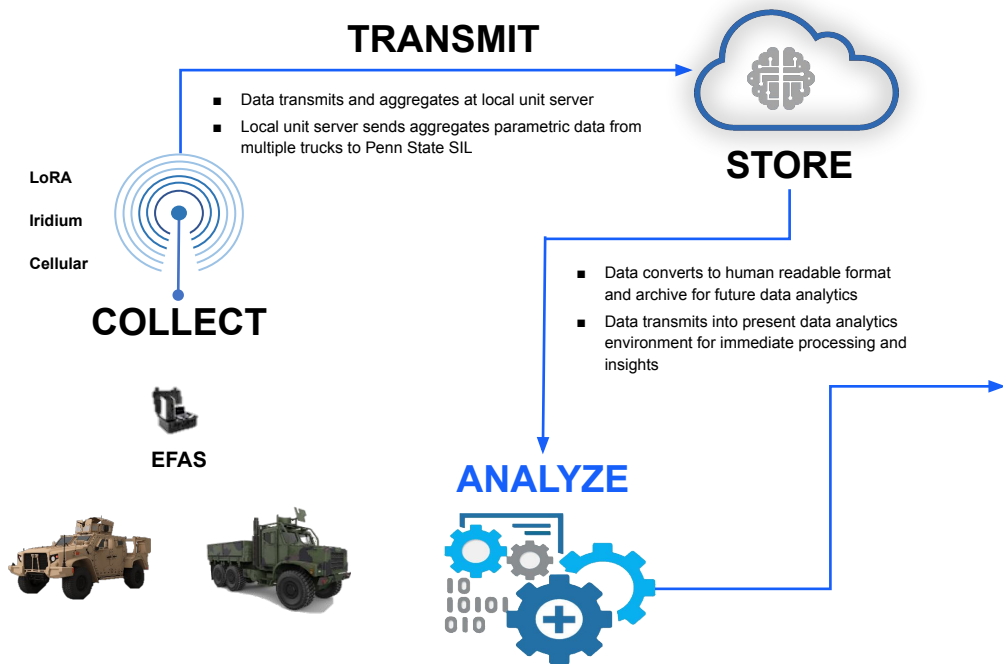 TRANSMIT
■ Data transmits and aggregates at local unit server
■ Local unit server sends aggregates parametric data from
multiple trucks to Penn State SIL
STORE
LoRA
Iridium
Cellular
COLLECT
■ Data converts to human readable format
and archive for future data analytics
■ Data transmits into present data analytics
environment for immediate processing and
insights
EFAS
ANALYZE
10
10101
010